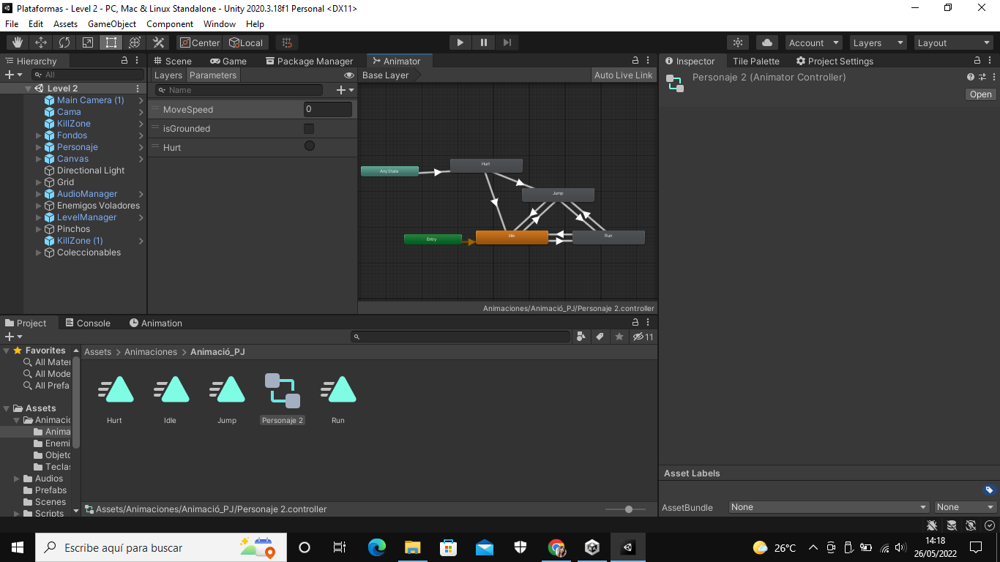 Plataformas - Level 2 - PC, Mac & Linux Standalone - Unity 2020.3.18f1 Personal <DX11>
File Edit Assets GameObject Component Window Help
Center Local Account Layers Layout
Hierarchy
All
Level 2
Main Camera (1)
Cama
KillZone
Fondos
Personaje
Canvas
Directional Light
Grid
AudioManager
Enemigos Voladores
LevelManager
Pinchos
KillZone (1)
Coleccionables
Scene Game Package Manager Animator
Layers Parameters
Name
MoveSpeed 0
isGrounded
Hurt
Base Layer Auto Live Link
Hurt
Any State
Jump
Idle
Run
Entry
Animaciones/Animació_PJ/Personaje 2.controller
Inspector Tile Palette Project Settings
Personaje 2 (Animator Controller)
Open
Asset Labels
AssetBundle None None
Project Console Animation
11
Favorites
All Mater
All Mode
All Prefa
Assets
Animacio
Anima
Enemi
Objeto
Teclas
Audios
Prefabs
Scenes
Scripts
Assets > Animaciones > Animació_PJ
Hurt Idle Jump Personaje 2 Run
Assets/Animaciones/Animació_PJ/Personaje 2.controller
Escribe aquí para buscar
26°C
14:18
26/05/2022